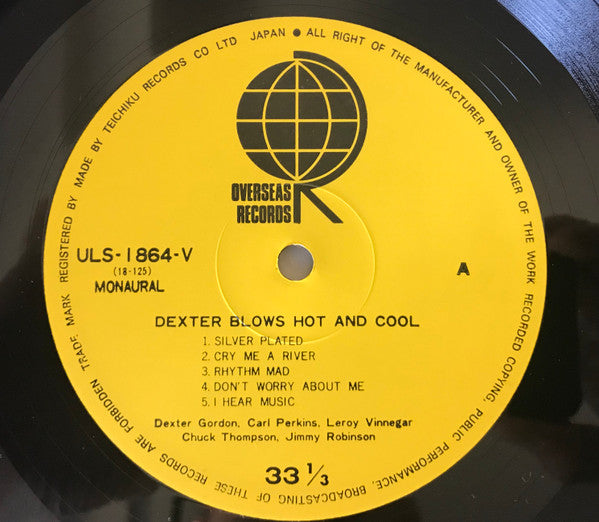 TRADE MARK REGISTERED BY MADE BY TEICHIKU RECORDS CO LTD JAPAN ● ALL RIGHT OF THE MANUFACTURER AND OWNER OF THE WORK RECORDED COPYING, PUBLIC PERFORMANCE, BROADCASTING OF THESE RECORDS ARE FORBIDDEN
OVERSEAS
RECORDS
ULS-1864-V
(18-125)
MONAURAL
A
DEXTER BLOWS HOT AND COOL
1. SILVER PLATED
2. CRY ME A RIVER
3. RHYTHM MAD
4. DON'T WORRY ABOUT ME
5. I HEAR MUSIC
Dexter Gordon, Carl Perkins, Leroy Vinnegar
Chuck Thompson, Jimmy Robinson
33 1/3